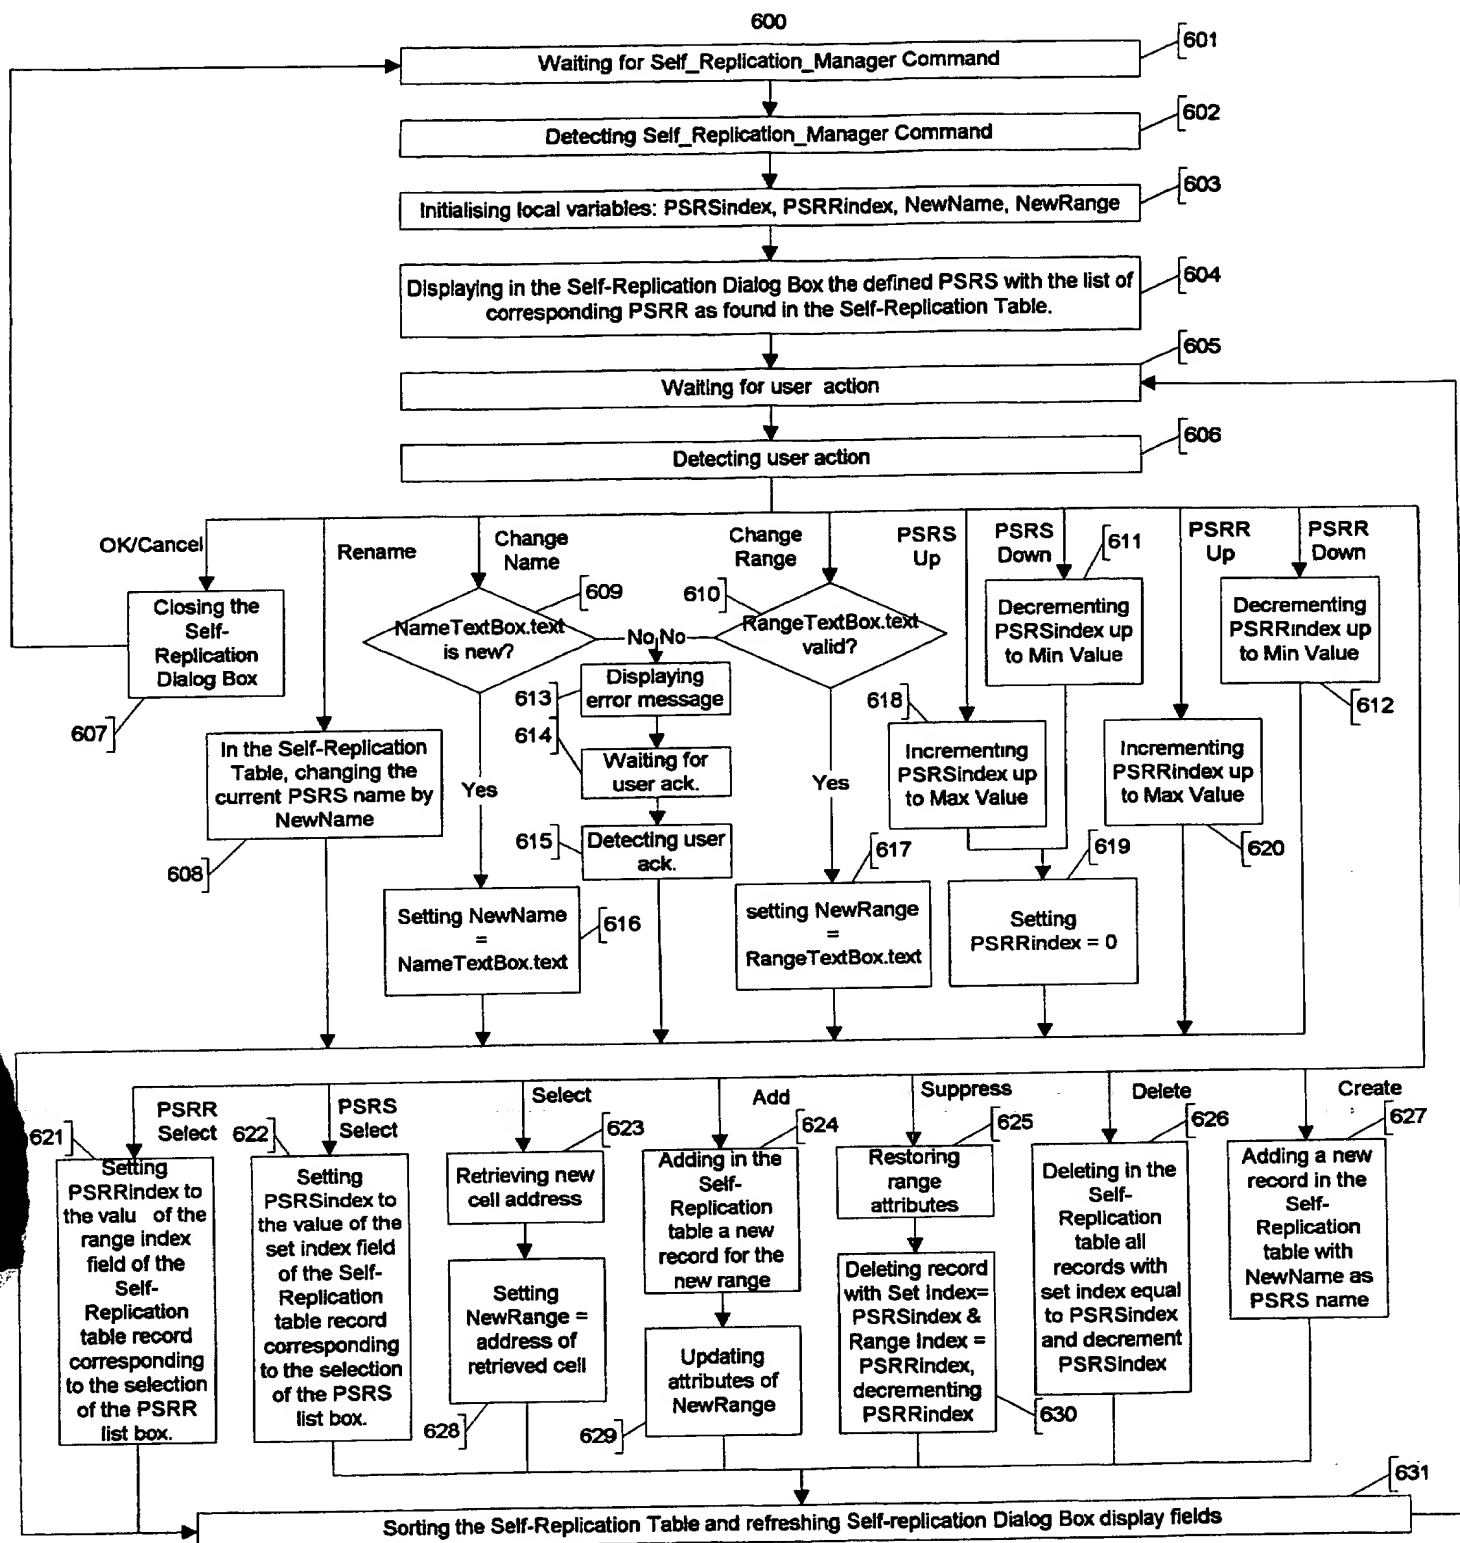 600
Waiting for Self_Replication_Manager Command
601
Detecting Self_Replication_Manager Command
602
Initialising local variables: PSRSindex, PSRRindex, NewName, NewRange
603
Displaying in the Self-Replication Dialog Box the defined PSRS with the list of
corresponding PSRR as found in the Self-Replication Table.
604
605
Waiting for user action
606
Detecting user action
OK/Cancel
Rename
Change
Name
Change
Range
PSRS
Up
PSRS
Down
611
PSRR
Up
PSRR
Down
Closing the
Self-
Replication
Dialog Box
607
609
NameTextBox.text
is new?
No
No
610
RangeTextBox.text
valid?
Decrementing
PSRSindex up
to Min Value
Decrementing
PSRRindex up
to Min Value
612
613
Displaying
error message
614
Waiting for
user ack.
615
Detecting user
ack.
618
Incrementing
PSRSindex up
to Max Value
Incrementing
PSRRindex up
to Max Value
620
In the Self-Replication
Table, changing the
current PSRS name by
NewName
608
Yes
Yes
Setting NewName
=
NameTextBox.text
616
617
setting NewRange
=
RangeTextBox.text
619
Setting
PSRRindex = 0
PSRR
Select
PSRS
Select
Select
Add
Suppress
Delete
Create
621
Setting
PSRRindex to
the valu of the
range index
field of the
Self-
Replication
table record
corresponding
to the selection
of the PSRR
list box.
622
Setting
PSRSindex to
the value of the
set index field
of the Self-
Replication
table record
corresponding
to the selection
of the PSRS
list box.
623
Retrieving new
cell address
Setting
NewRange =
address of
retrieved cell
628
624
Adding in the
Self-
Replication
table a new
record for the
new range
Updating
attributes of
NewRange
629
625
Restoring
range
attributes
Deleting record
with Set Index=
PSRSindex &
Range Index =
PSRRindex,
decrementing
PSRRindex
630
626
Deleting in the
Self-
Replication
table all
records with
set index equal
to PSRSindex
and decrement
PSRSindex
627
Adding a new
record in the
Self-
Replication
table with
NewName as
PSRS name
631
Sorting the Self-Replication Table and refreshing Self-replication Dialog Box display fields